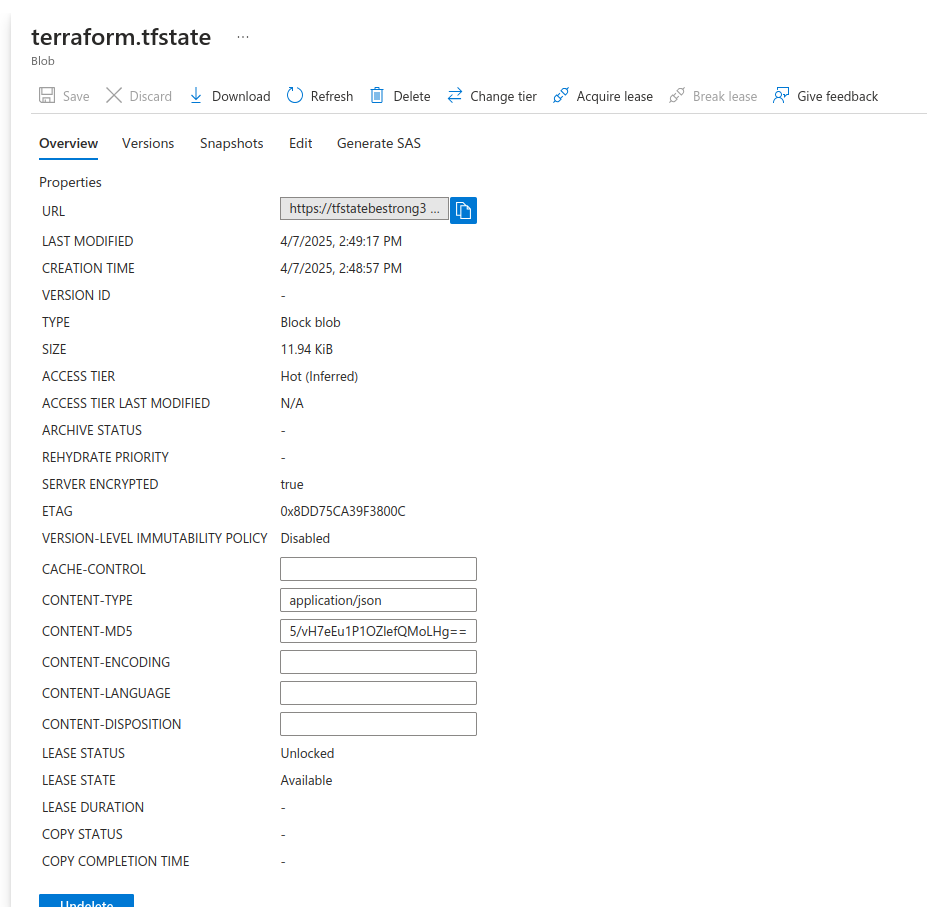 terraform.tfstate ...
Blob
Save Discard Download Refresh Delete Change tier Acquire lease Break lease Give feedback
Overview Versions Snapshots Edit Generate SAS
Properties
URL https://tfstatebestrong3 ...
LAST MODIFIED 4/7/2025, 2:49:17 PM
CREATION TIME 4/7/2025, 2:48:57 PM
VERSION ID -
TYPE Block blob
SIZE 11.94 KiB
ACCESS TIER Hot (Inferred)
ACCESS TIER LAST MODIFIED N/A
ARCHIVE STATUS -
REHYDRATE PRIORITY -
SERVER ENCRYPTED true
ETAG 0x8DD75CA39F3800C
VERSION-LEVEL IMMUTABILITY POLICY Disabled
CACHE-CONTROL
CONTENT-TYPE application/json
CONTENT-MD5 5/vH7eEu1P1OZlefQMoLHg==
CONTENT-ENCODING
CONTENT-LANGUAGE
CONTENT-DISPOSITION
LEASE STATUS Unlocked
LEASE STATE Available
LEASE DURATION -
COPY STATUS -
COPY COMPLETION TIME -
Undelete